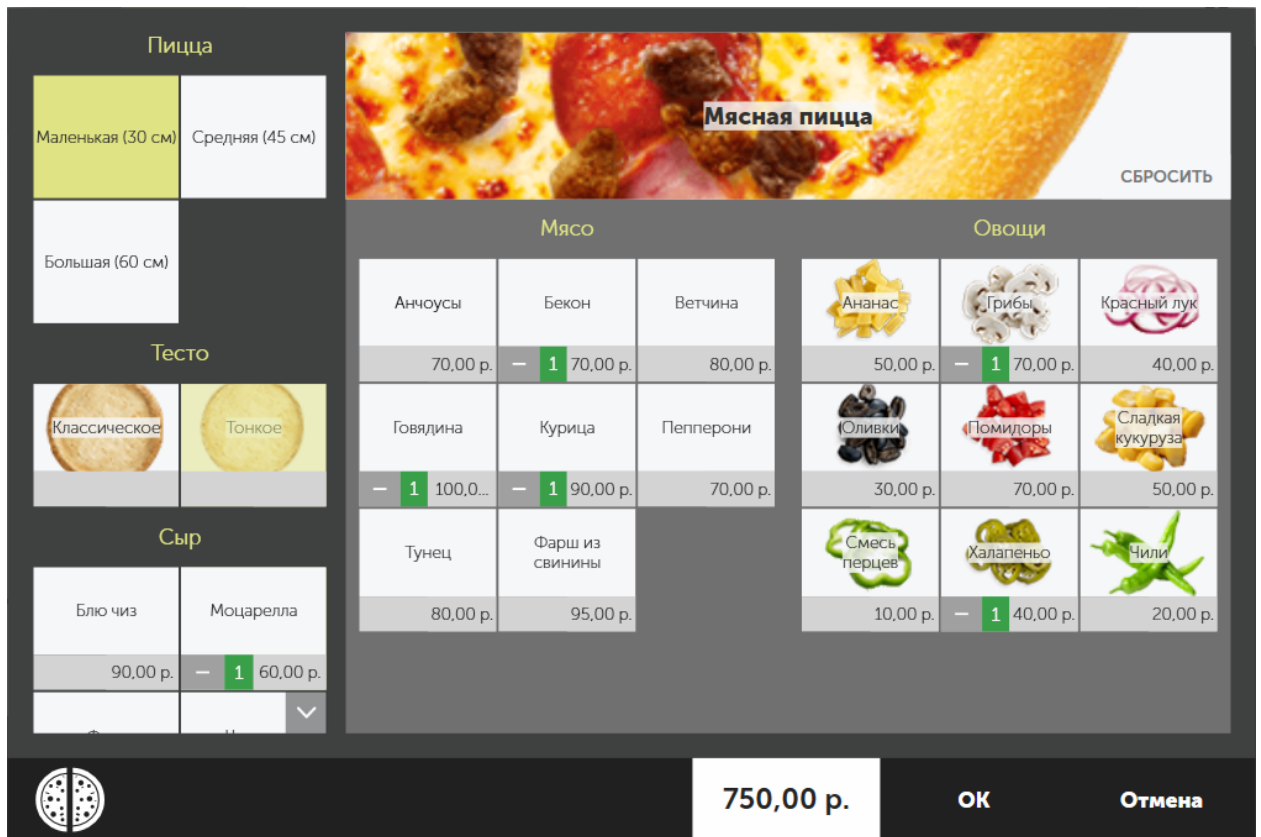 Пицца
Маленькая (30 см)
Средняя (45 см)
Большая (60 см)
Тесто
Классическое
Тонкое
Сыр
Блю чиз
Моцарелла
90,00 р.
– 1 60,00 р.
Мясная пицца
СБРОСИТЬ
Мясо
Анчоусы
Бекон
Ветчина
70,00 р.
– 1 70,00 р.
80,00 р.
Говядина
Курица
Пепперони
– 1 100,0...
– 1 90,00 р.
70,00 р.
Тунец
Фарш из
свинины
80,00 р.
95,00 р.
Овощи
Ананас
Грибы
Красный лук
50,00 р.
– 1 70,00 р.
40,00 р.
Оливки
Помидоры
Сладкая
кукуруза
30,00 р.
70,00 р.
50,00 р.
Смесь
перцев
Халапеньо
Чили
10,00 р.
– 1 40,00 р.
20,00 р.
750,00 р.
ОК
Отмена